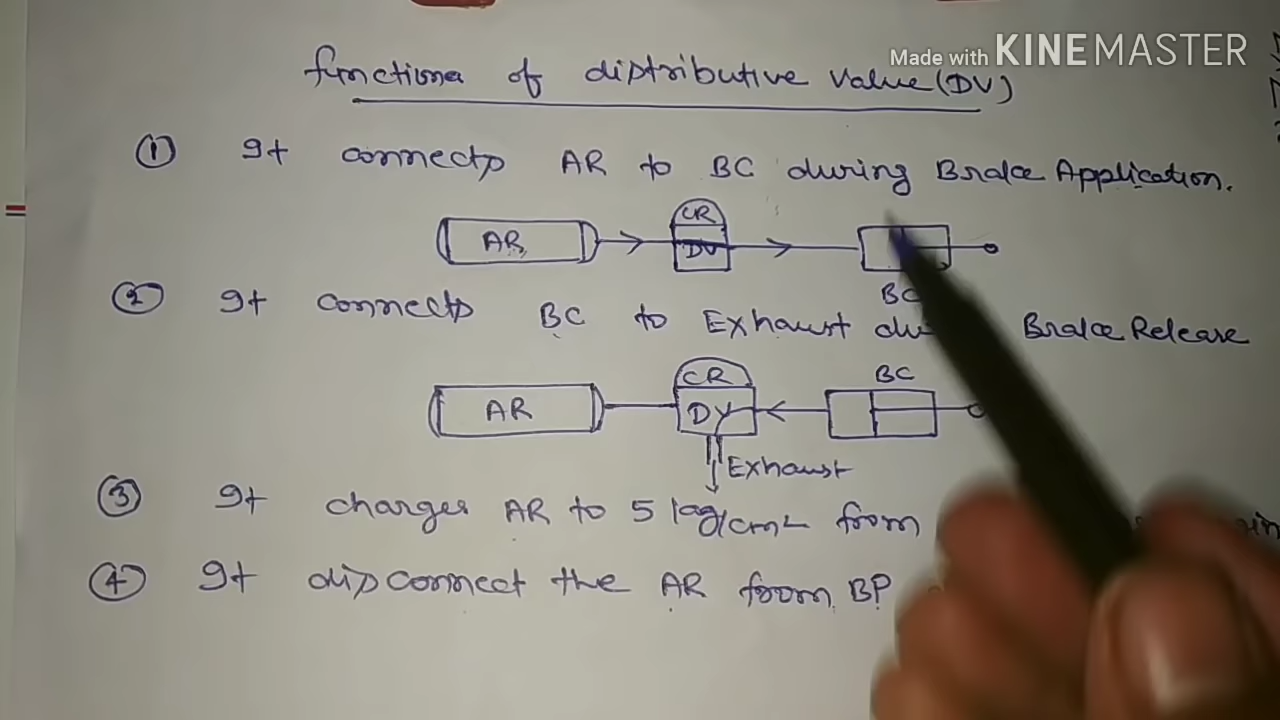 Made with KINEMASTER
functions of distributive Value (DV)
① It connects AR to BC during Brake Application.
CR
AR DV
BC
② It connects BC to Exhaust Brake Release
CR BC
AR DV
Exhaust
③ It charges AR to 5 kg/cm2 from
④ It disconnect the AR from BP